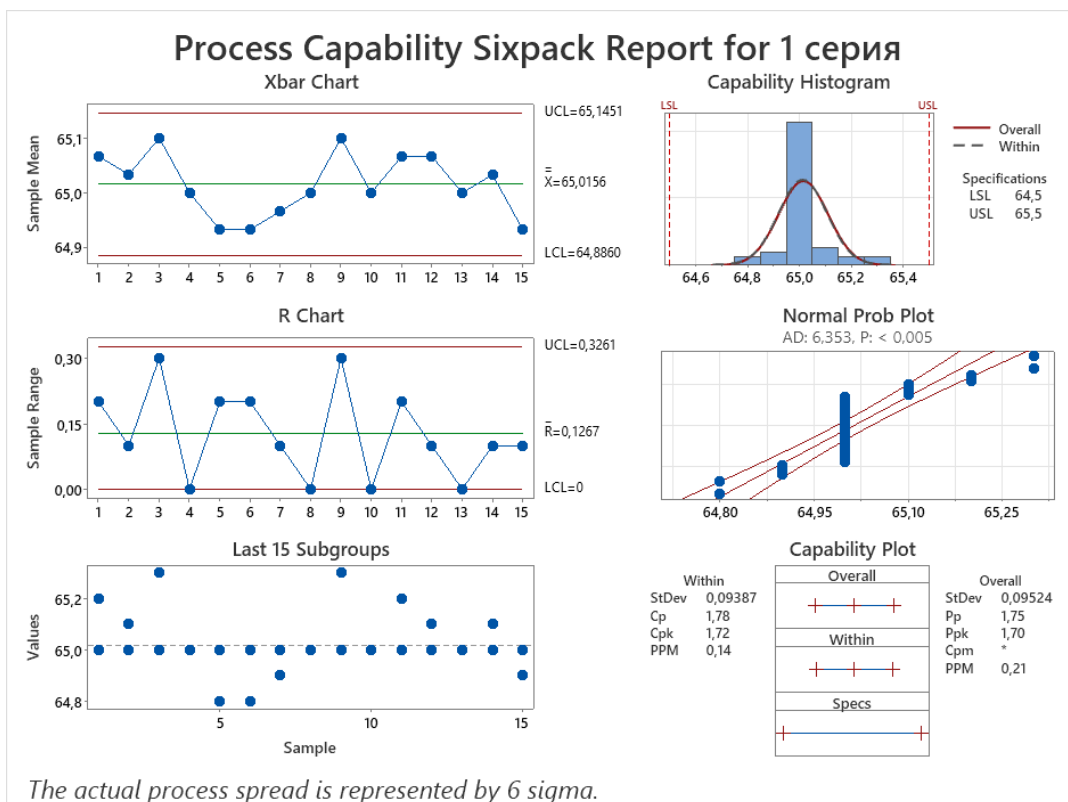 Process Capability Sixpack Report for 1 серия
Xbar Chart
Sample Mean
65,1
65,0
64,9
1 2 3 4 5 6 7 8 9 10 11 12 13 14 15
UCL=65,1451
X=65,0156
LCL=64,8860
R Chart
Sample Range
0,30
0,15
0,00
1 2 3 4 5 6 7 8 9 10 11 12 13 14 15
UCL=0,3261
R=0,1267
LCL=0
Last 15 Subgroups
Values
65,2
65,0
64,8
5 10 15
Sample
Capability Histogram
LSL USL
64,6 64,8 65,0 65,2 65,4
Overall
Within
Specifications
LSL 64,5
USL 65,5
Normal Prob Plot
AD: 6,353, P: < 0,005
64,80 64,95 65,10 65,25
Capability Plot
Within
StDev 0,09387
Cp 1,78
Cpk 1,72
PPM 0,14
Overall
Within
Specs
Overall
StDev 0,09524
Pp 1,75
Ppk 1,70
Cpm *
PPM 0,21
The actual process spread is represented by 6 sigma.